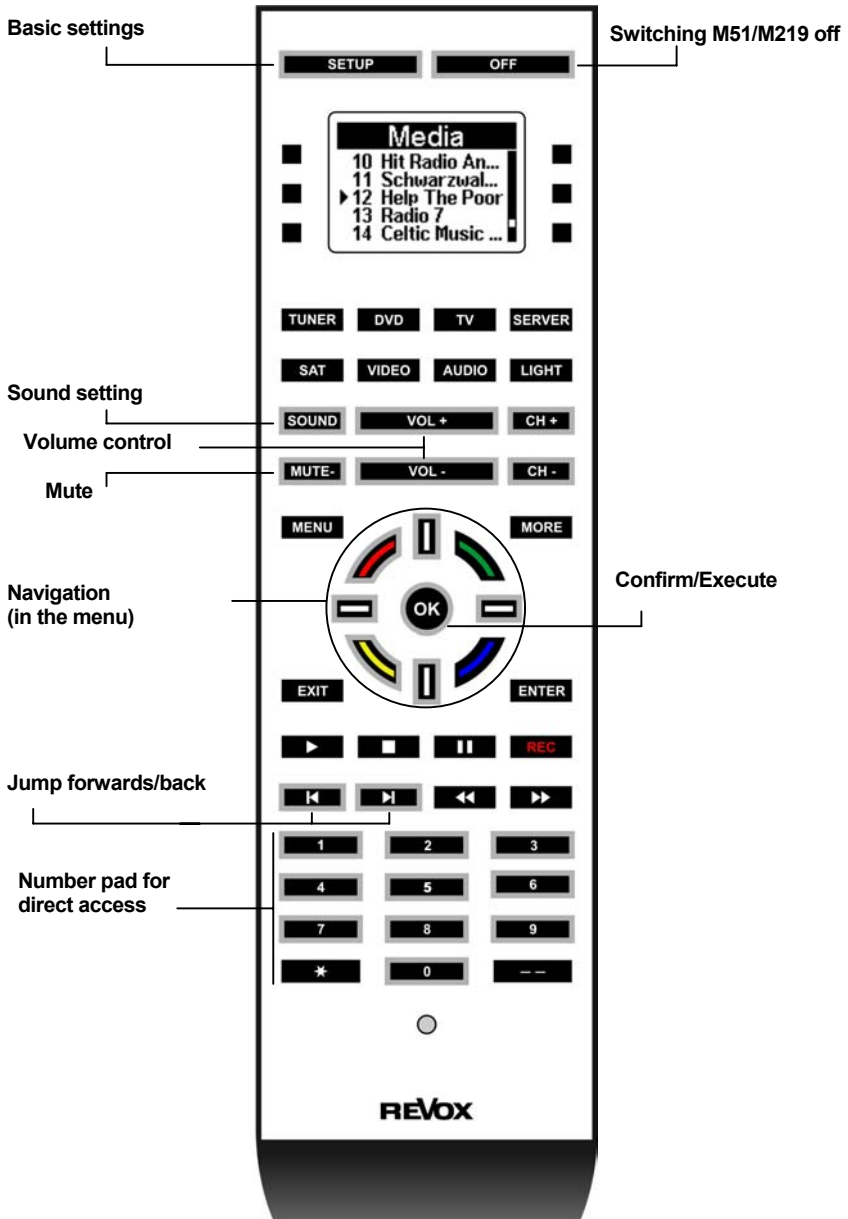 Basic settings
Switching M51/M219 off
SETUP OFF
Media
10 Hit Radio An...
11 Schwarzwal...
12 Help The Poor
13 Radio 7
14 Celtic Music ...
TUNER DVD TV SERVER
SAT VIDEO AUDIO LIGHT
Sound setting
SOUND VOL + CH +
Volume control
MUTE- VOL - CH -
Mute
MENU MORE
Navigation
(in the menu)
OK
Confirm/Execute
EXIT ENTER
REC
Jump forwards/back
1 2 3
Number pad for
direct access
4 5 6
7 8 9
* 0 – –
REVOX